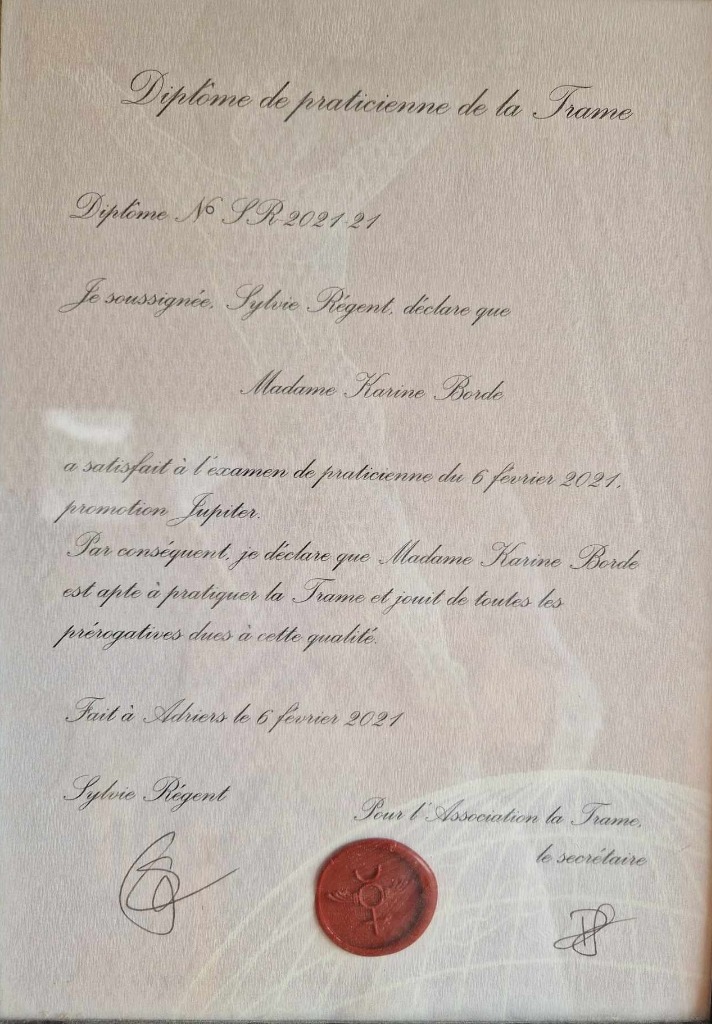 Diplôme de praticienne de la Trame
Diplôme N° SR-2021-21
Je soussignée, Sylvie Régent, déclare que
Madame Karine Borde
a satisfait à l'examen de praticienne du 6 février 2021,
promotion Jupiter.
Par conséquent, je déclare que Madame Karine Borde
est apte à pratiquer la Trame et jouit de toutes les
prérogatives dues à cette qualité.
Fait à Adriers le 6 février 2021
Sylvie Régent
Pour l'Association la Trame,
le secrétaire